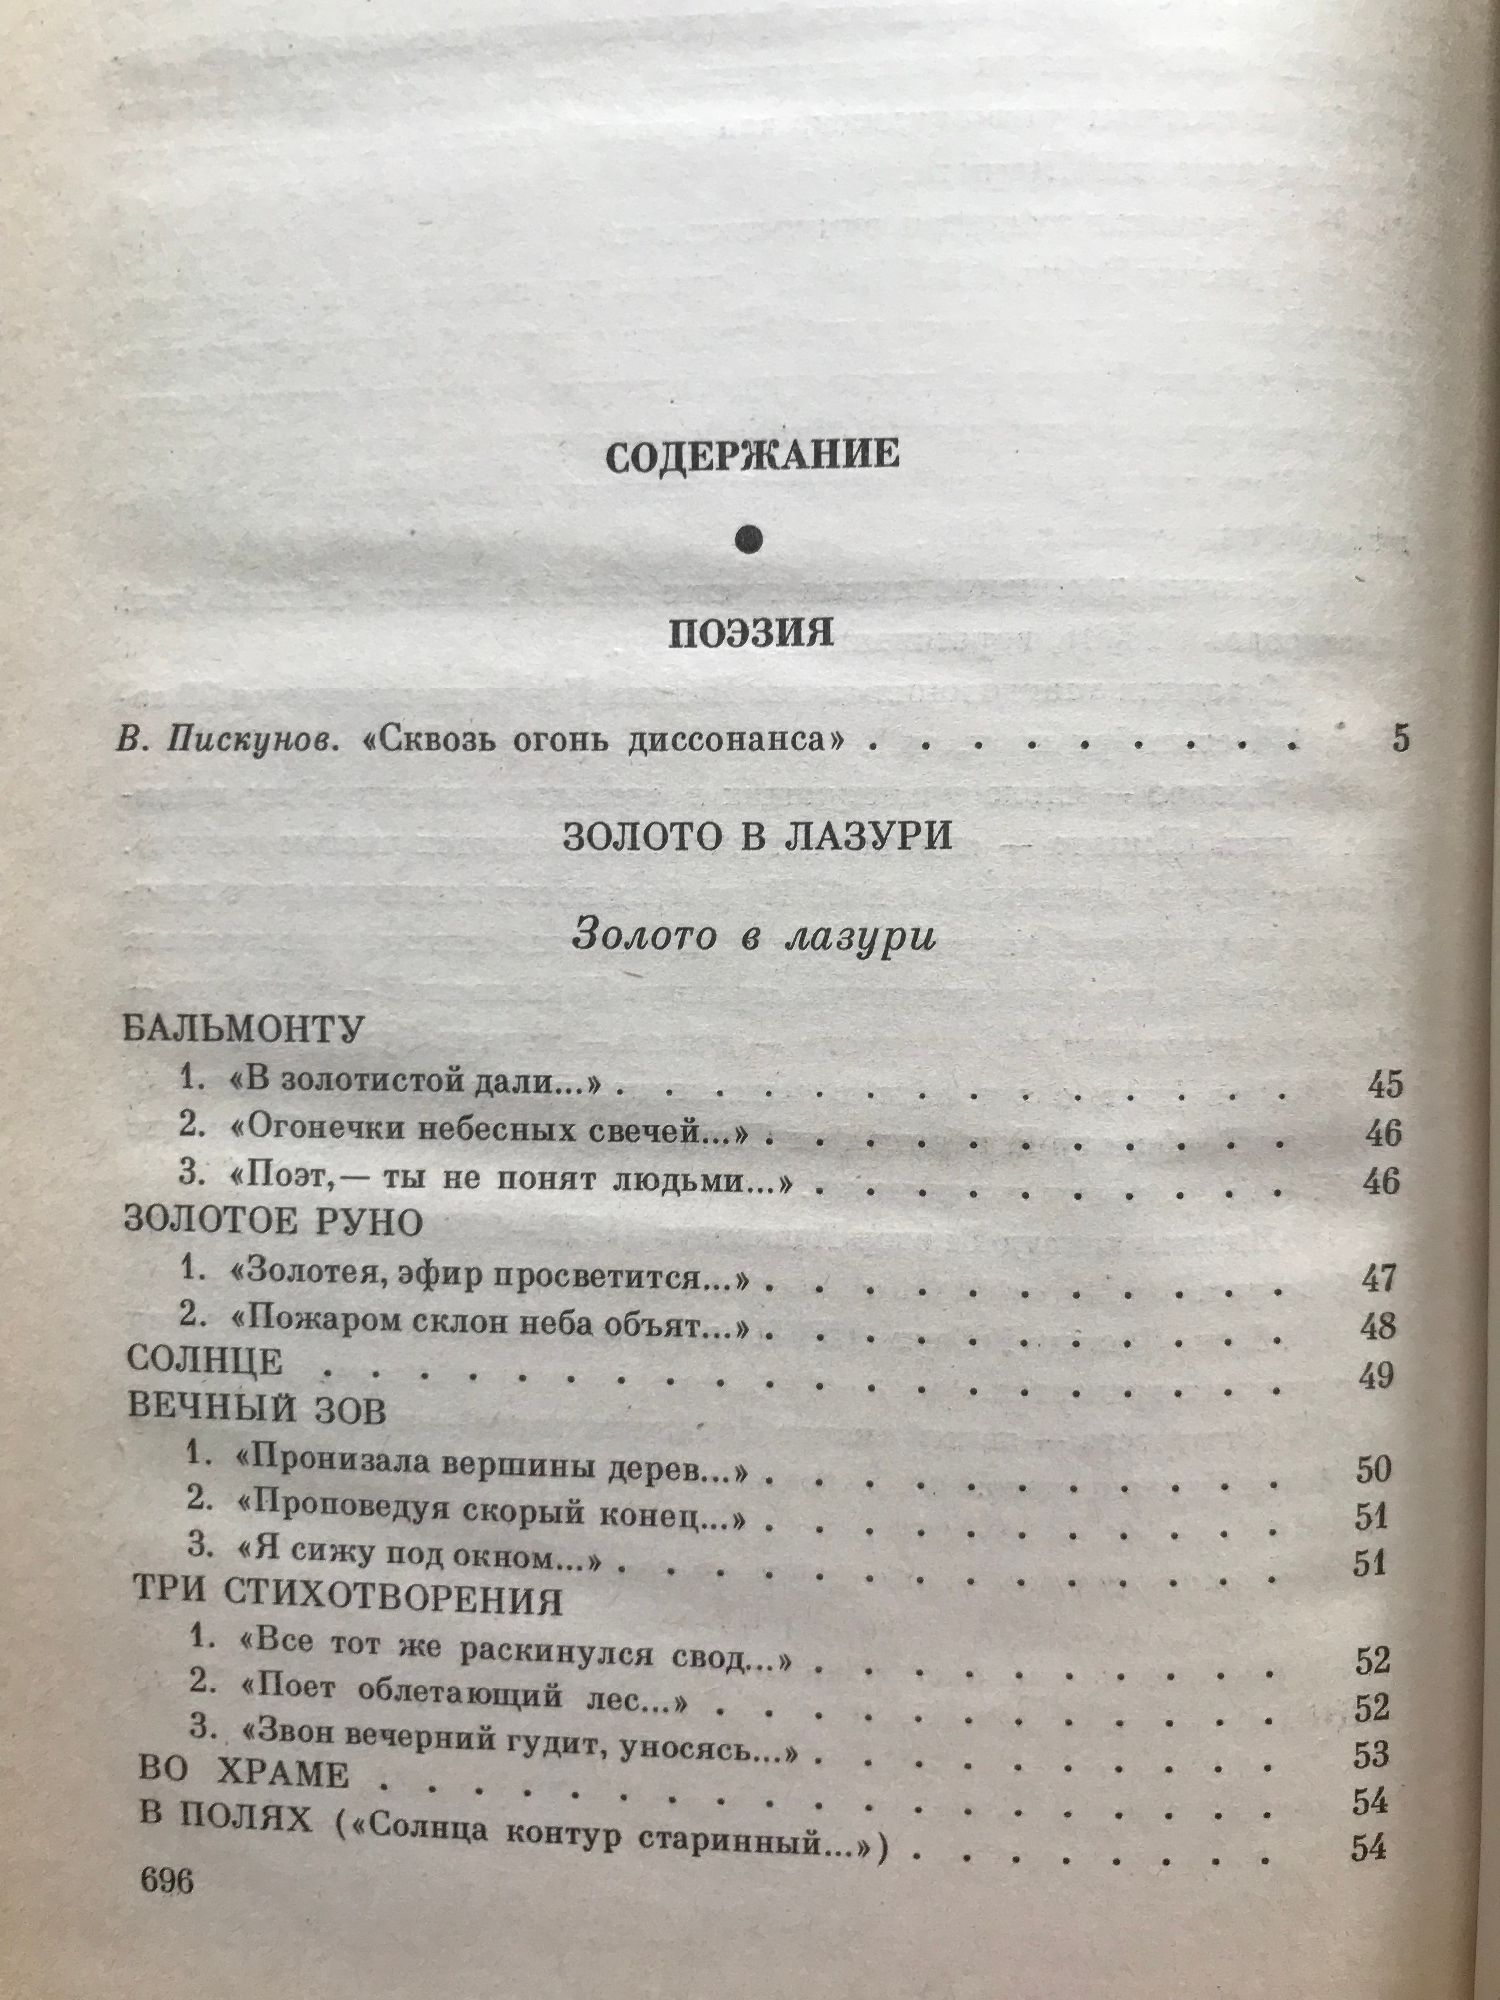 СОДЕРЖАНИЕ
ПОЭЗИЯ
В. Пискунов. «Сквозь огонь диссонанса» . . . . . . . . . 5
ЗОЛОТО В ЛАЗУРИ
Золото в лазури
БАЛЬМОНТУ
1. «В золотистой дали...» . . . . . . . . . . . . . . 45
2. «Огонечки небесных свечей...» . . . . . . . . . . . 46
3. «Поэт,— ты не понят людьми...» . . . . . . . . . . 46
ЗОЛОТОЕ РУНО
1. «Золотея, эфир просветится...» . . . . . . . . . . . 47
2. «Пожаром склон неба объят...» . . . . . . . . . . . 48
СОЛНЦЕ . . . . . . . . . . . . . . . . . . . . 49
ВЕЧНЫЙ ЗОВ
1. «Пронизала вершины дерев...» . . . . . . . . . . . 50
2. «Проповедуя скорый конец...» . . . . . . . . . . . 51
3. «Я сижу под окном...» . . . . . . . . . . . . . . 51
ТРИ СТИХОТВОРЕНИЯ
1. «Все тот же раскинулся свод...» . . . . . . . . . . 52
2. «Поет облетающий лес...» . . . . . . . . . . . . 52
3. «Звон вечерний гудит, уносясь...» . . . . . . . . . . 53
ВО ХРАМЕ . . . . . . . . . . . . . . . . . . . 54
В ПОЛЯХ («Солнца контур старинный...») . . . . . . . . 54
696